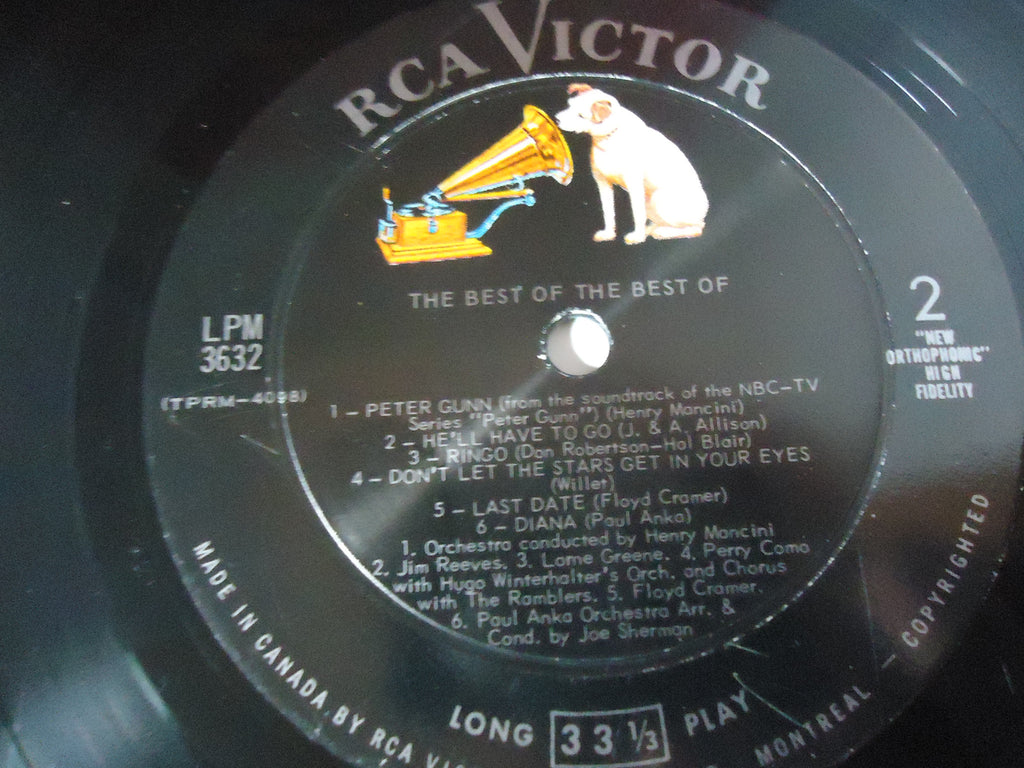 RCA VICTOR
THE BEST OF THE BEST OF
LPM
3632
(TPRM-4098)
2
"NEW
ORTHOPHONIC"
HIGH
FIDELITY
1 – PETER GUNN (from the soundtrack of the NBC–TV
Series "Peter Gunn") (Henry Mancini)
2 – HE'LL HAVE TO GO (J. & A. Allison)
3 – RINGO (Don Robertson–Hal Blair)
4 – DON'T LET THE STARS GET IN YOUR EYES
(Willet)
5 – LAST DATE (Floyd Cramer)
6 – DIANA (Paul Anka)
1. Orchestra conducted by Henry Mancini
2. Jim Reeves. 3. Lorne Greene. 4. Perry Como
with Hugo Winterhalter's Orch. and Chorus
with The Ramblers. 5. Floyd Cramer.
6. Paul Anka Orchestra Arr. &
Cond. by Joe Sherman
LONG 33 1/3 PLAY
MADE IN CANADA BY RCA VIC
MONTREAL – COPYRIGHTED